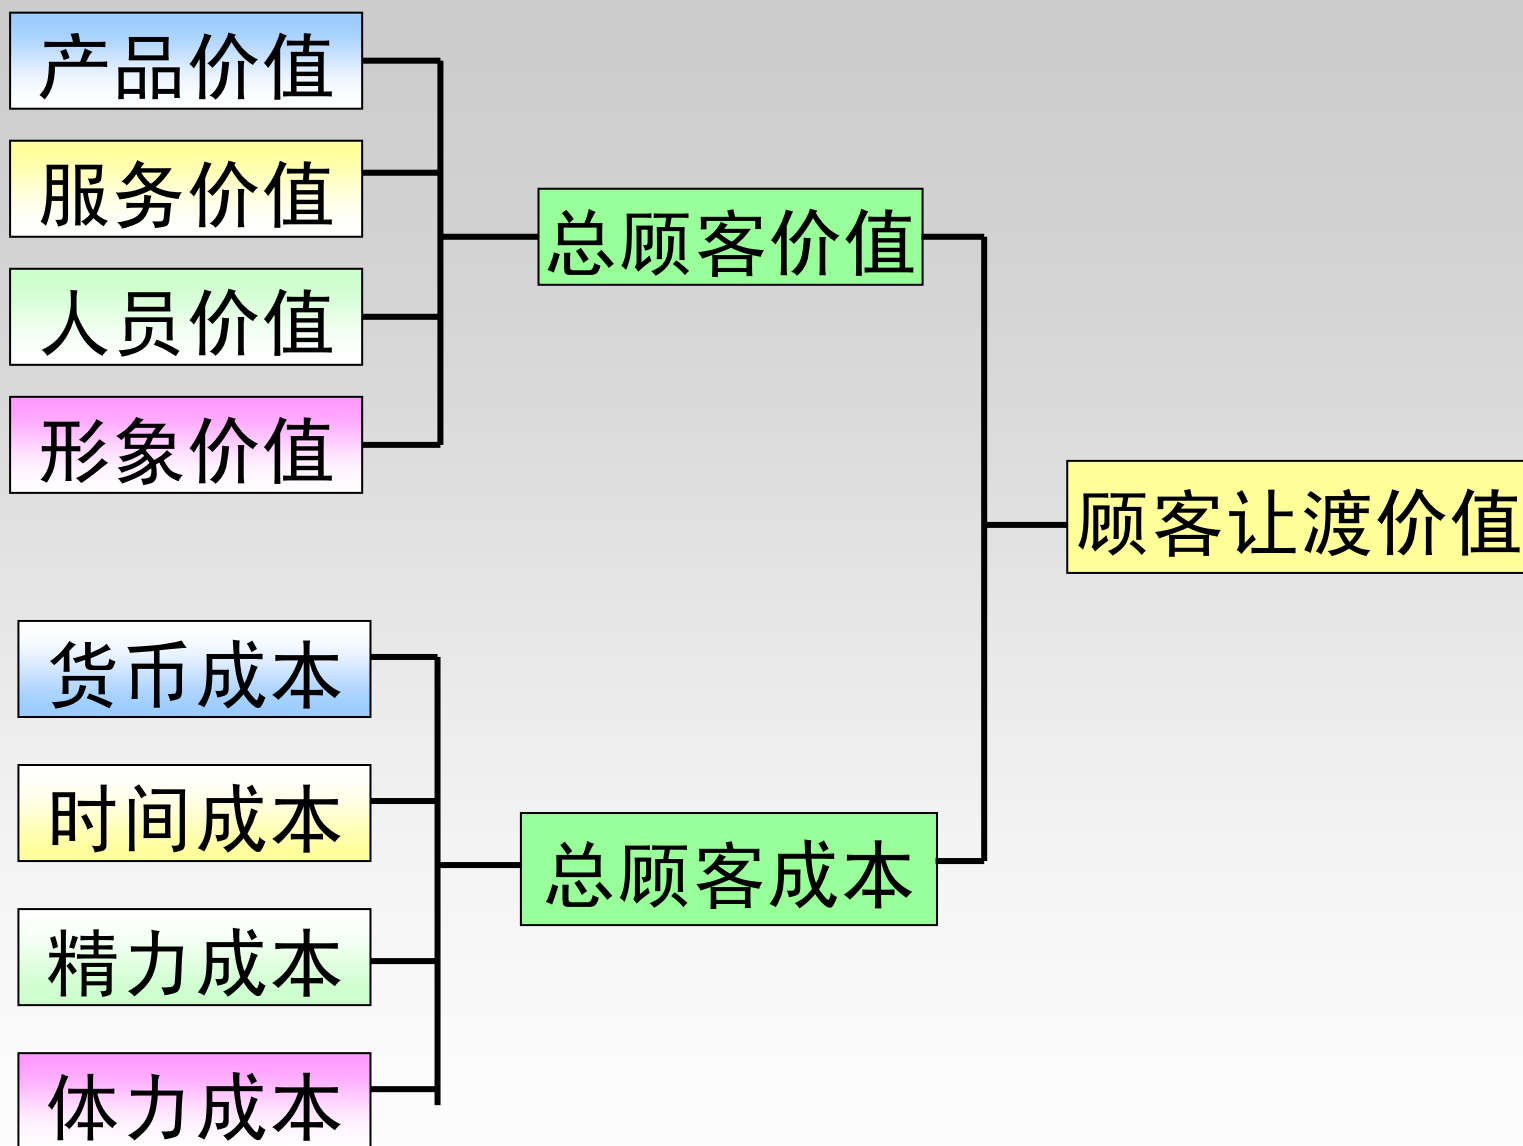 产品价值
服务价值
人员价值
形象价值
总顾客价值
顾客让渡价值
货币成本
时间成本
精力成本
体力成本
总顾客成本